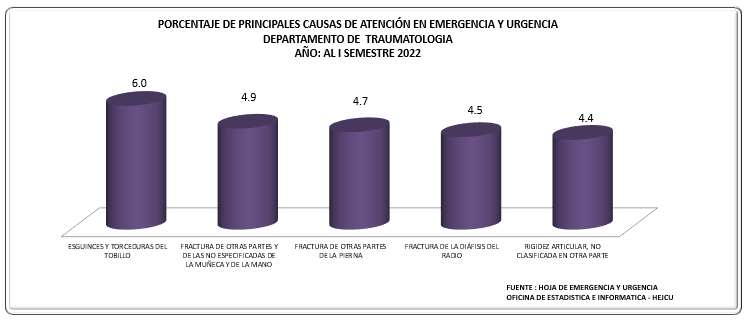 PORCENTAJE DE PRINCIPALES CAUSAS DE ATENCIÓN EN EMERGENCIA Y URGENCIA
DEPARTAMENTO DE TRAUMATOLOGIA
AÑO: AL I SEMESTRE 2022
6.0
4.9
4.7
4.5
4.4
ESGUINCES Y TORCEDURAS DEL
TOBILLO
FRACTURA DE OTRAS PARTES Y
DE LAS NO ESPECIFICADAS DE
LA MUÑECA Y DE LA MANO
FRACTURA DE OTRAS PARTES
DE LA PIERNA
FRACTURA DE LA DIÁFISIS DEL
RADIO
RIGIDEZ ARTICULAR, NO
CLASIFICADA EN OTRA PARTE
FUENTE : HOJA DE EMERGENCIA Y URGENCIA
OFICINA DE ESTADISTICA E INFORMATICA - HEJCU